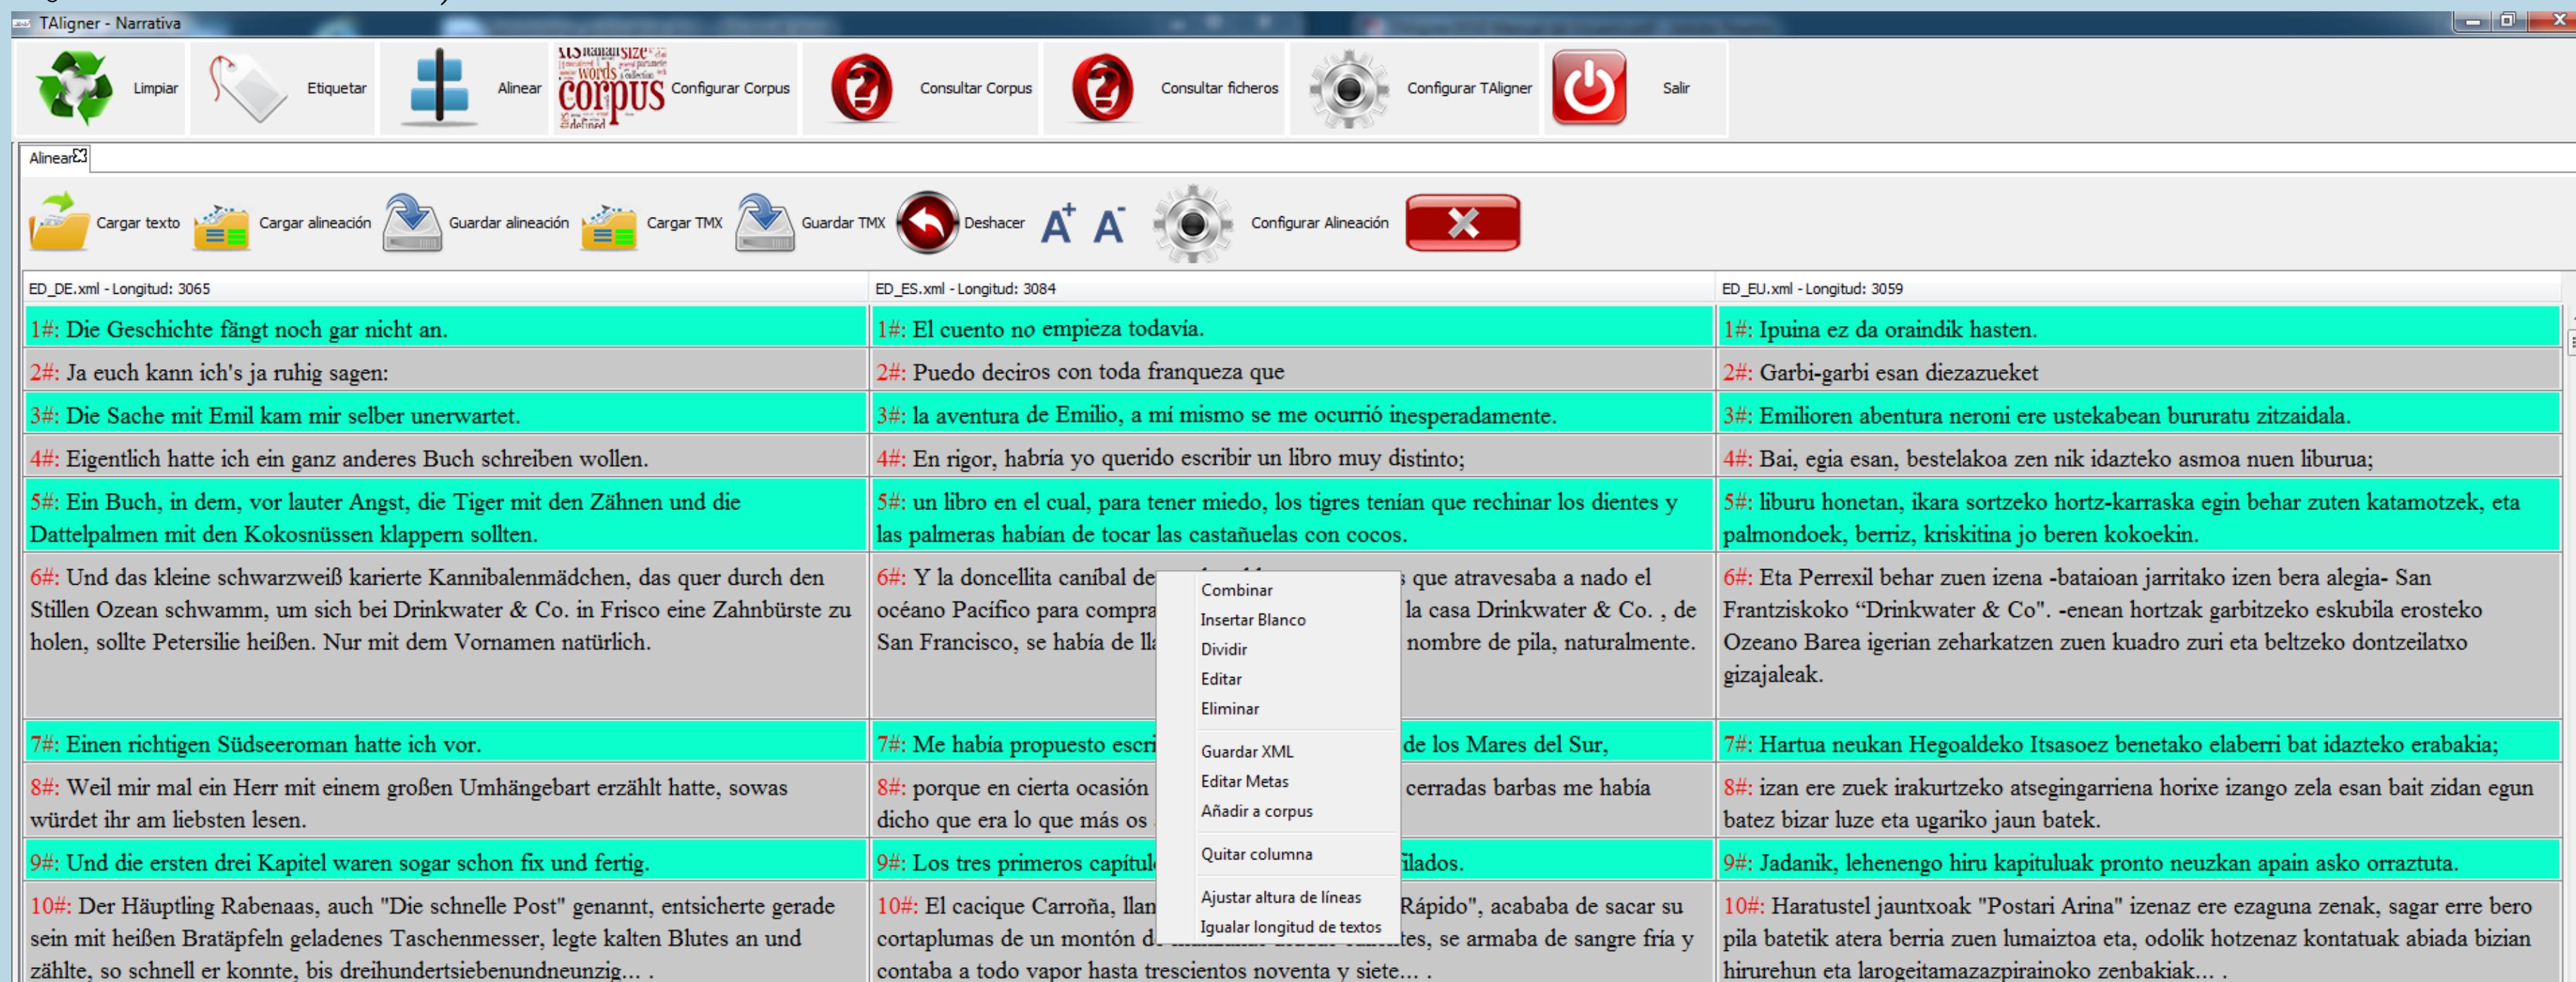 TAligner - Narrativa
Limpiar
Etiquetar
Alinear
size
words
corpus
defined
Configurar Corpus
Consultar Corpus
Consultar ficheros
Configurar TAligner
Salir
Alinear
Cargar texto
Cargar alineación
Guardar alineación
Cargar TMX
Guardar TMX
Deshacer
A+ A-
Configurar Alineación
ED_DE.xml - Longitud: 3065
ED_ES.xml - Longitud: 3084
ED_EU.xml - Longitud: 3059
1#: Die Geschichte fängt noch gar nicht an.
1#: El cuento no empieza todavía.
1#: Ipuina ez da oraindik hasten.
2#: Ja euch kann ich's ja ruhig sagen:
2#: Puedo deciros con toda franqueza que
2#: Garbi-garbi esan diezazueket
3#: Die Sache mit Emil kam mir selber unerwartet.
3#: la aventura de Emilio, a mí mismo se me ocurrió inesperadamente.
3#: Emilioren abentura neroni ere ustekabean bururatu zitzaidala.
4#: Eigentlich hatte ich ein ganz anderes Buch schreiben wollen.
4#: En rigor, habría yo querido escribir un libro muy distinto;
4#: Bai, egia esan, bestelakoa zen nik idazteko asmoa nuen liburua;
5#: Ein Buch, in dem, vor lauter Angst, die Tiger mit den Zähnen und die
Dattelpalmen mit den Kokosnüssen klappern sollten.
5#: un libro en el cual, para tener miedo, los tigres tenían que rechinar los dientes y
las palmeras habían de tocar las castañuelas con cocos.
5#: liburu honetan, ikara sortzeko hortz-karraska egin behar zuten katamotzek, eta
palmondoek, berriz, kriskitina jo beren kokoekin.
6#: Und das kleine schwarzweiß karierte Kannibalenmädchen, das quer durch den
Stillen Ozean schwamm, um sich bei Drinkwater & Co. in Frisco eine Zahnbürste zu
holen, sollte Petersilie heißen. Nur mit dem Vornamen natürlich.
6#: Y la doncellita caníbal de que atravesaba a nado el
océano Pacífico para compra la casa Drinkwater & Co. , de
San Francisco, se había de lla nombre de pila, naturalmente.
6#: Eta Perrexil behar zuen izena -bataioan jarritako izen bera alegia- San
Frantziskoko “Drinkwater & Co". -enean hortzak garbitzeko eskubila erosteko
Ozeano Barea igerian zeharkatzen zuen kuadro zuri eta beltzeko dontzeilatxo
gizajaleak.
7#: Einen richtigen Südseeroman hatte ich vor.
7#: Me había propuesto escri de los Mares del Sur,
7#: Hartua neukan Hegoaldeko Itsasoez benetako elaberri bat idazteko erabakia;
8#: Weil mir mal ein Herr mit einem großen Umhängebart erzählt hatte, sowas
würdet ihr am liebsten lesen.
8#: porque en cierta ocasión cerradas barbas me había
dicho que era lo que más os
8#: izan ere zuek irakurtzeko atsegingarriena horixe izango zela esan bait zidan egun
batez bizar luze eta ugariko jaun batek.
9#: Und die ersten drei Kapitel waren sogar schon fix und fertig.
9#: Los tres primeros capítul filados.
9#: Jadanik, lehenengo hiru kapituluak pronto neuzkan apain asko orraztuta.
10#: Der Häuptling Rabenaas, auch "Die schnelle Post" genannt, entsicherte gerade
sein mit heißen Bratäpfeln geladenes Taschenmesser, legte kalten Blutes an und
zählte, so schnell er konnte, bis dreihundertsiebenundneunzig... .
10#: El cacique Carroña, llan Rápido", acababa de sacar su
cortaplumas de un montón d tes, se armaba de sangre fría y
contaba a todo vapor hasta trescientos noventa y siete... .
10#: Haratustel jauntxoak "Postari Arina" izenaz ere ezaguna zenak, sagar erre bero
pila batetik atera berria zuen lumaiztoa eta, odolik hotzenaz kontatuak abiada bizian
hirurehun eta larogeitamazazpirainoko zenbakiak... .
Combinar
Insertar Blanco
Dividir
Editar
Eliminar
Guardar XML
Editar Metas
Añadir a corpus
Quitar columna
Ajustar altura de líneas
Igualar longitud de textos